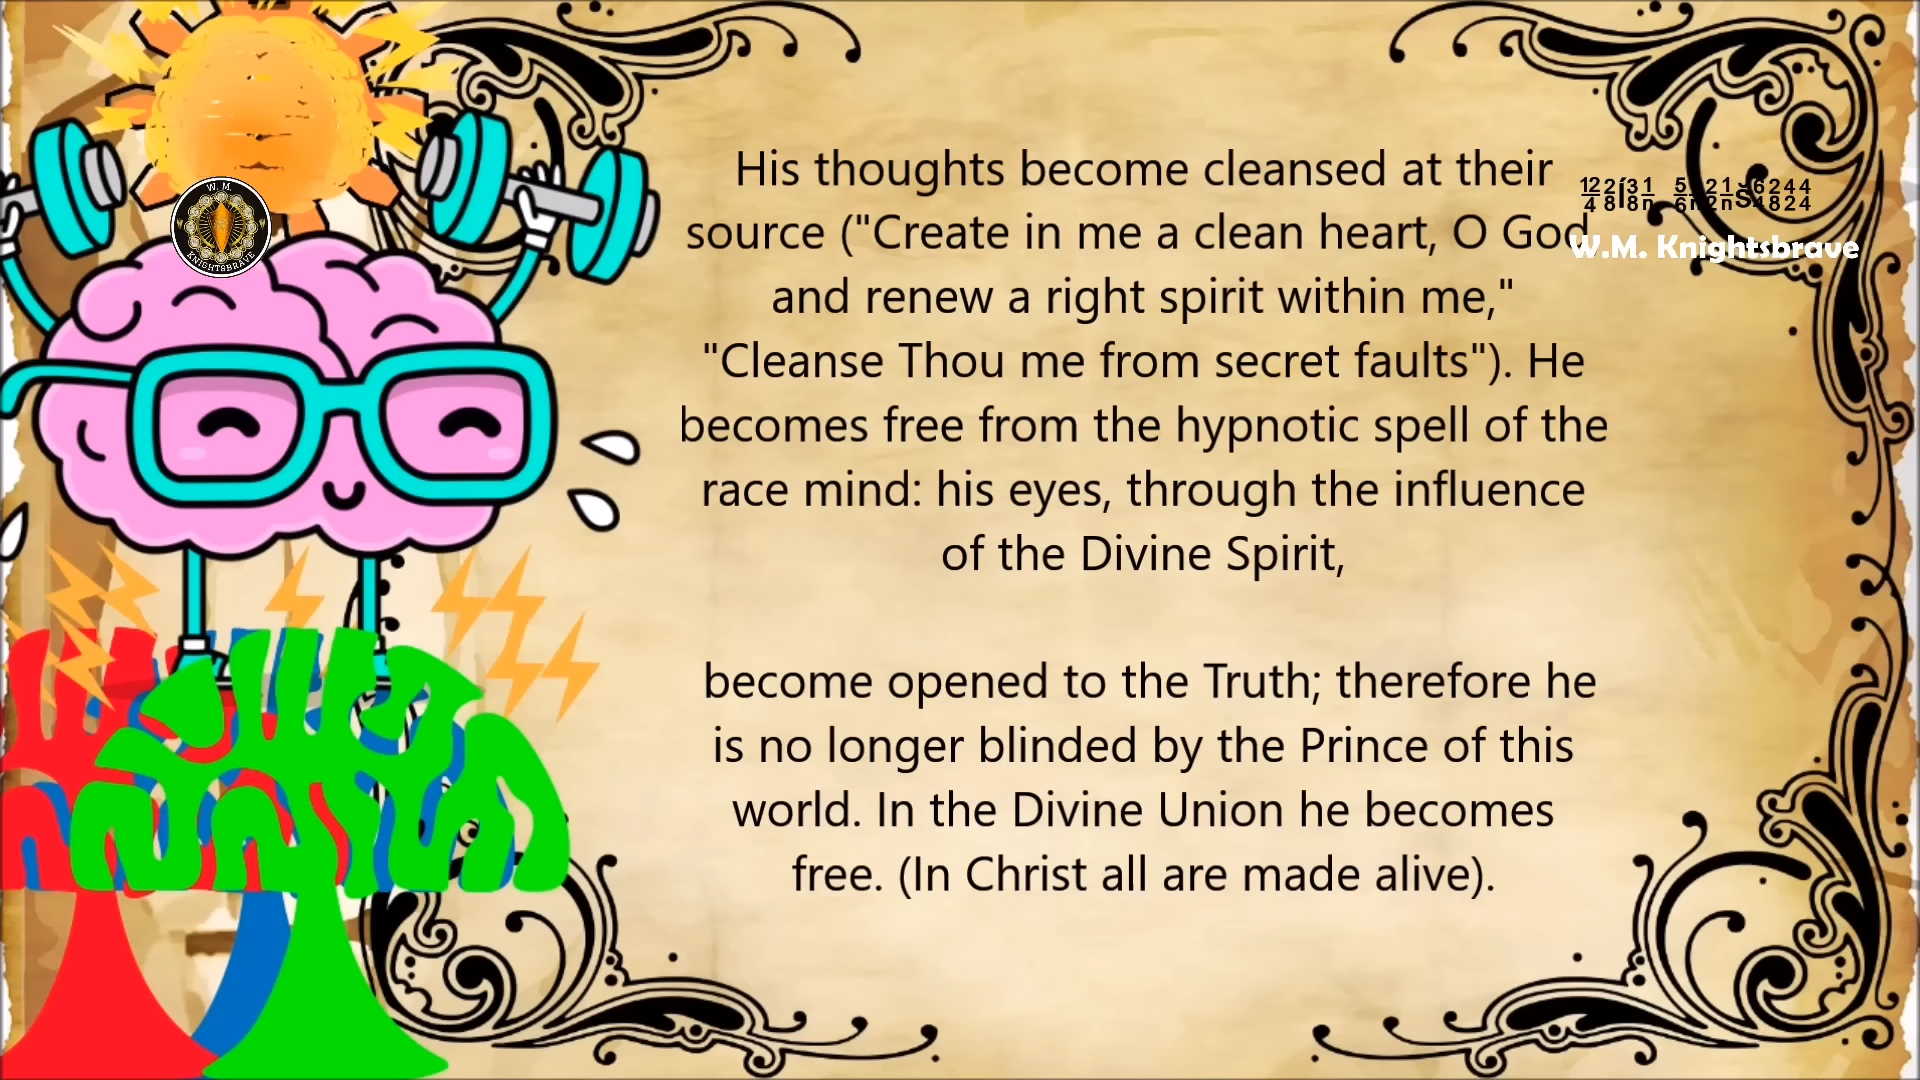 His thoughts become cleansed at their
source ("Create in me a clean heart, O God
and renew a right spirit within me,"
"Cleanse Thou me from secret faults"). He
becomes free from the hypnotic spell of the
race mind: his eyes, through the influence
of the Divine Spirit,
become opened to the Truth; therefore he
is no longer blinded by the Prince of this
world. In the Divine Union he becomes
free. (In Christ all are made alive).
W.M. Knightsbrave
W. M.
KNIGHTSBRAVE